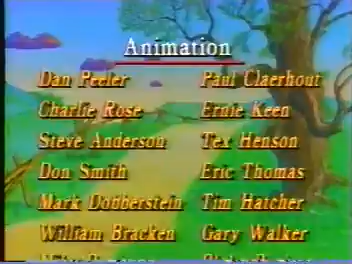 Animation
Dan Peeler Paul Claerhout
Charlie Rose Ernie Keen
Steve Anderson Tex Henson
Don Smith Eric Thomas
Mark Dobberstein Tim Hatcher
William Bracken Gary Walker